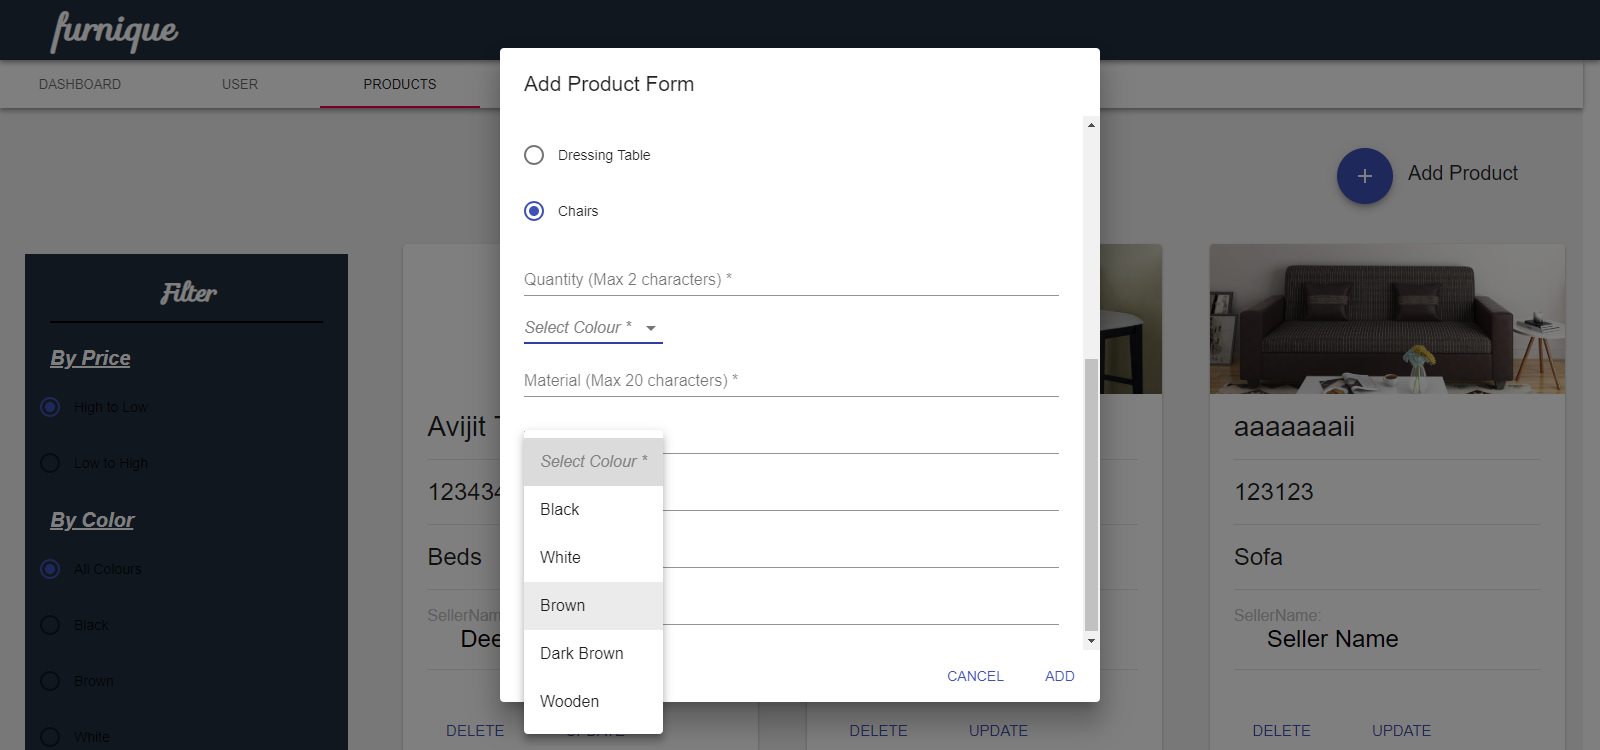 furnique
DASHBOARD
USER
PRODUCTS
Add Product
Filter
By Price
High to Low
Low to High
By Color
All Colours
Black
Brown
White
Avijit
Beds
Add Product Form
Dressing Table
Chairs
Quantity (Max 2 characters) *
Select Colour *
Material (Max 20 characters) *
Select Colour *
Black
White
Brown
Dark Brown
Wooden
CANCEL
ADD
DELETE
UPDATE
DELETE
UPDATE
aaaaaaaii
123123
Sofa
SellerName:
Seller Name
DELETE
UPDATE